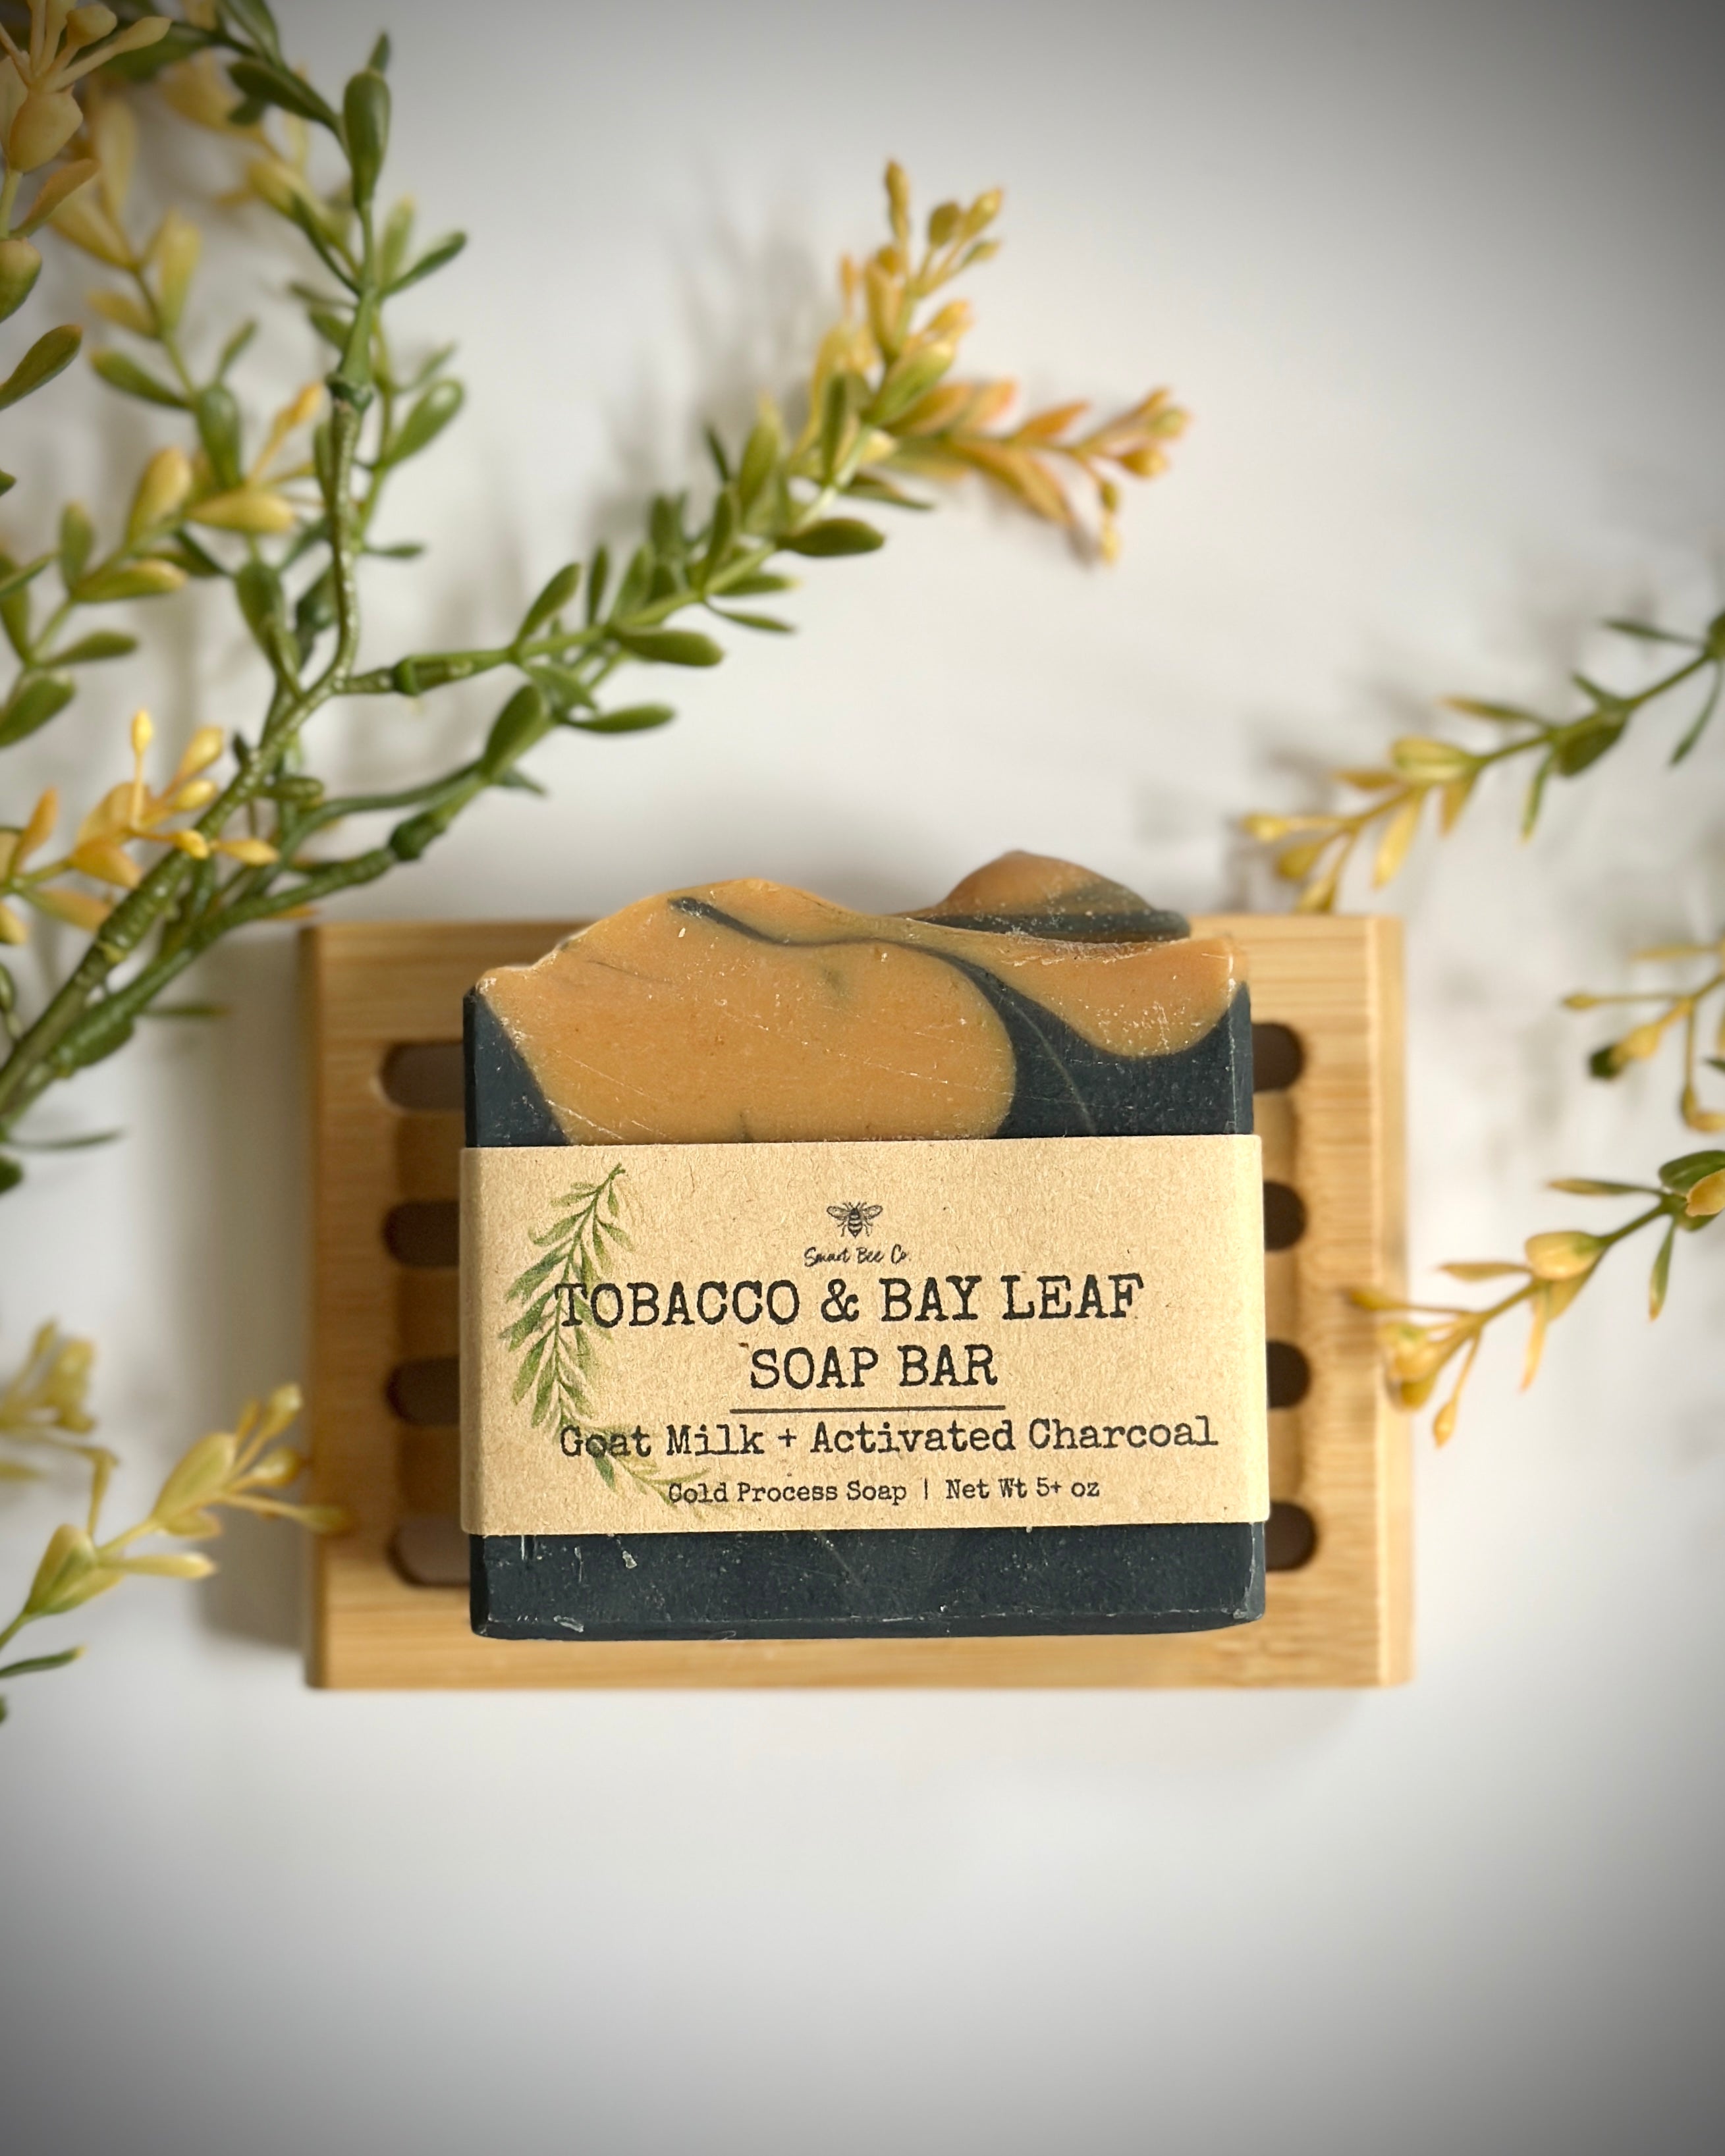 Smart Bee Co.
TOBACCO & BAY LEAF
SOAP BAR
Goat Milk + Activated Charcoal
Cold Process Soap | Net Wt 5+ oz